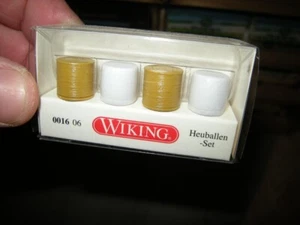 0016 06
WIKING.
Heuballen
-Set